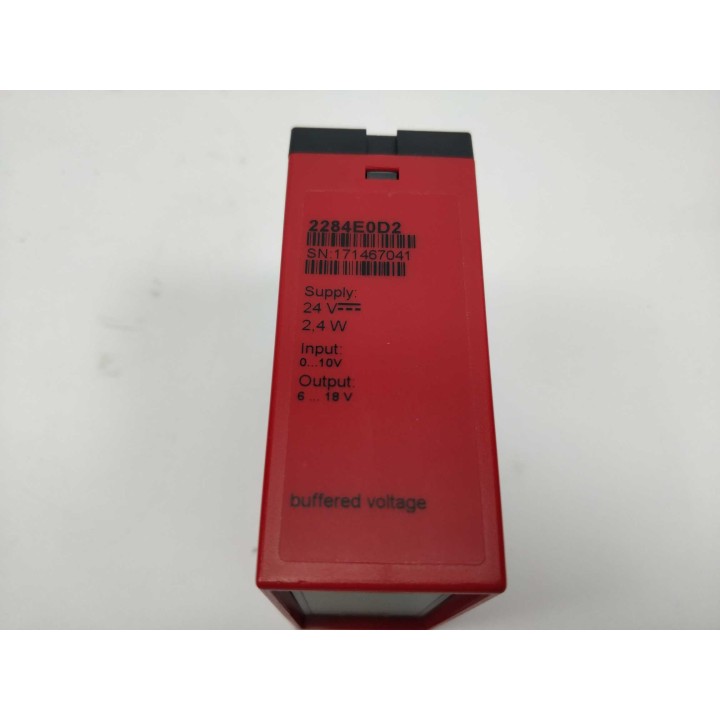 2284E0D2
SN:171467041
Supply:
24 V
2,4 W
Input:
0...10V
Output:
6 ... 18 V
buffered voltage